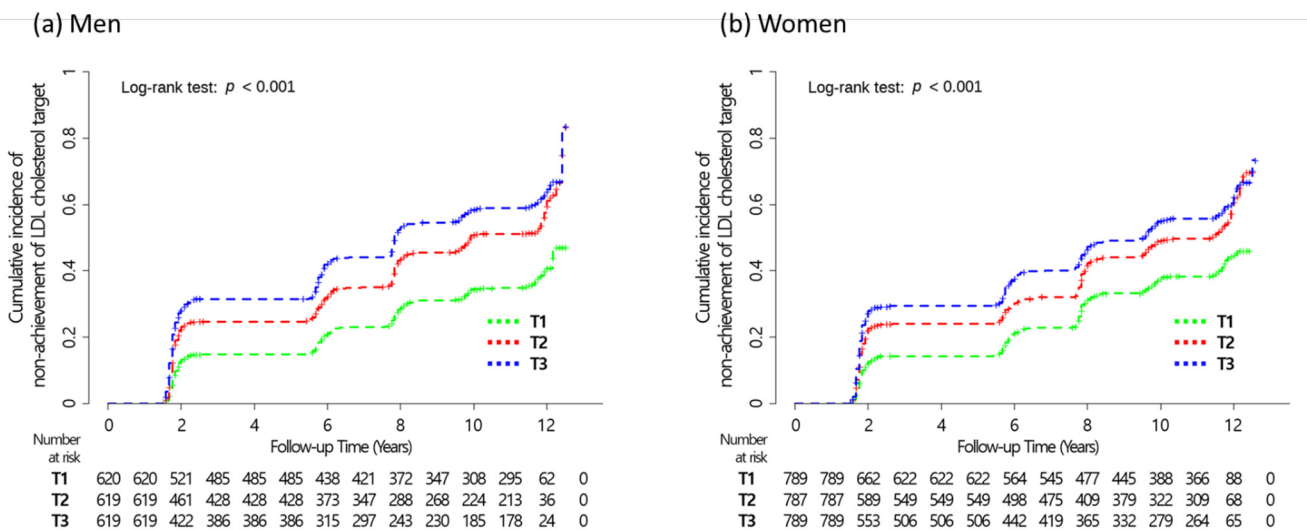 (a) Men
Log-rank test: p < 0.001
Cumulative incidence of
non-achievement of LDL cholesterol target
1
0.8
0.6
0.4
0.2
0
T1
T2
T3
0 2 4 6 8 10 12
Follow-up Time (Years)
Number
at risk
T1 620 620 521 485 485 485 438 421 372 347 308 295 62 0
T2 619 619 461 428 428 428 373 347 288 268 224 213 36 0
T3 619 619 422 386 386 386 315 297 243 230 185 178 24 0
(b) Women
Log-rank test: p < 0.001
Cumulative incidence of
non-achievement of LDL cholesterol target
1
0.8
0.6
0.4
0.2
0
T1
T2
T3
0 2 4 6 8 10 12
Follow-up Time (Years)
Number
at risk
T1 789 789 662 622 622 622 564 545 477 445 388 366 88 0
T2 787 787 589 549 549 549 498 475 409 379 322 309 68 0
T3 789 789 553 506 506 506 442 419 365 332 279 264 65 0